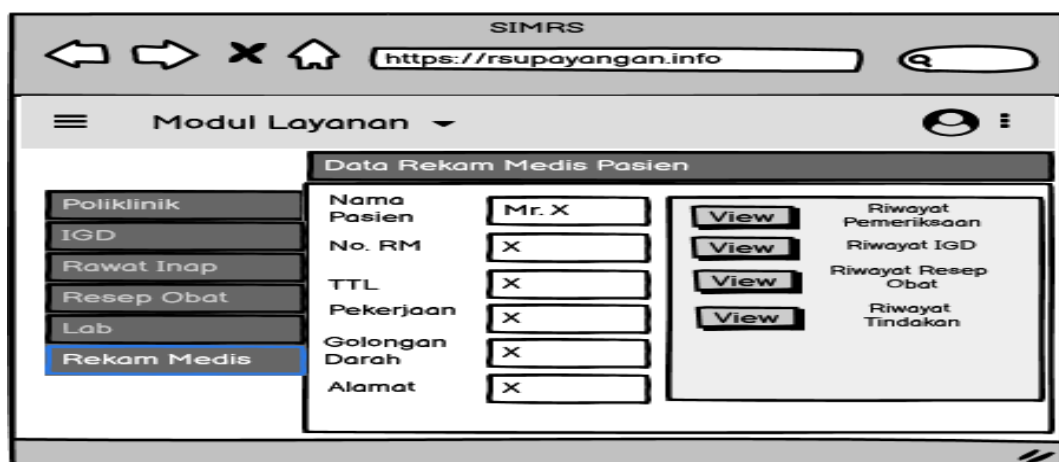 SIMRS
https://rsupayangan.info
Modul Layanan
Data Rekam Medis Pasien
Poliklinik
IGD
Rawat Inap
Resep Obat
Lab
Rekam Medis
Nama
Pasien
Mr. X
No. RM
X
TTL
X
Pekerjaan
X
Golongan
Darah
X
Alamat
X
View
Riwayat
Pemeriksaan
View
Riwayat IGD
View
Riwayat Resep
Obat
View
Riwayat
Tindakan